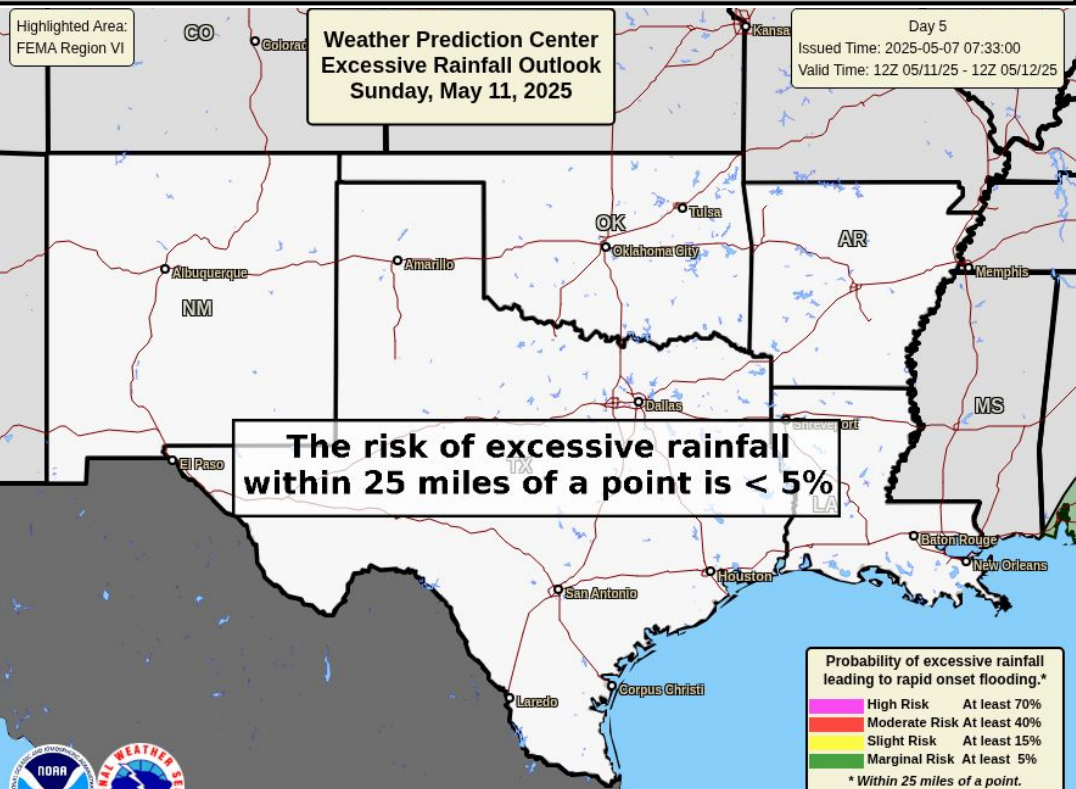 Highlighted Area:
FEMA Region VI
Weather Prediction Center
Excessive Rainfall Outlook
Sunday, May 11, 2025
Day 5
Issued Time: 2025-05-07 07:33:00
Valid Time: 12Z 05/11/25 - 12Z 05/12/25
CO
Colorad
Kansa
Tulsa
OK
Oklahoma City
AR
Amarillo
Albuquerque
Memphis
NM
Dallas
MS
Shreveport
The risk of excessive rainfall
within 25 miles of a point is < 5%
El Paso
TX
LA
Baton Rouge
New Orleans
Houston
San Antonio
Corpus Christi
Laredo
Probability of excessive rainfall
leading to rapid onset flooding.*
High Risk At least 70%
Moderate Risk At least 40%
Slight Risk At least 15%
Marginal Risk At least 5%
* Within 25 miles of a point.
NOAA